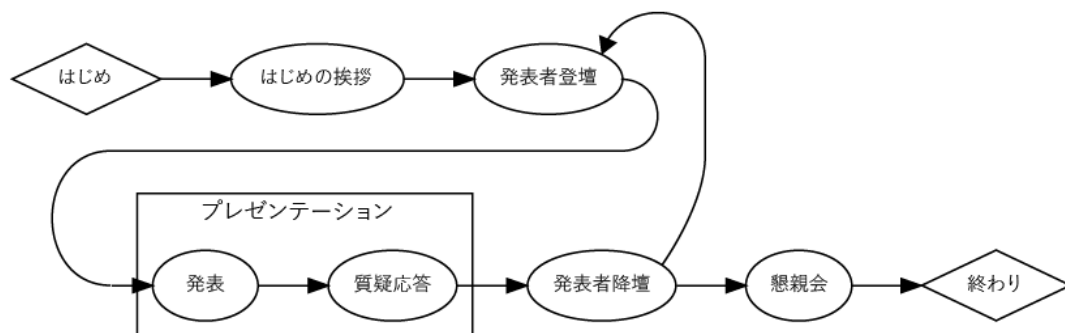 はじめ
はじめの挨拶
発表者登壇
プレゼンテーション
発表
質疑応答
発表者降壇
懇親会
終わり